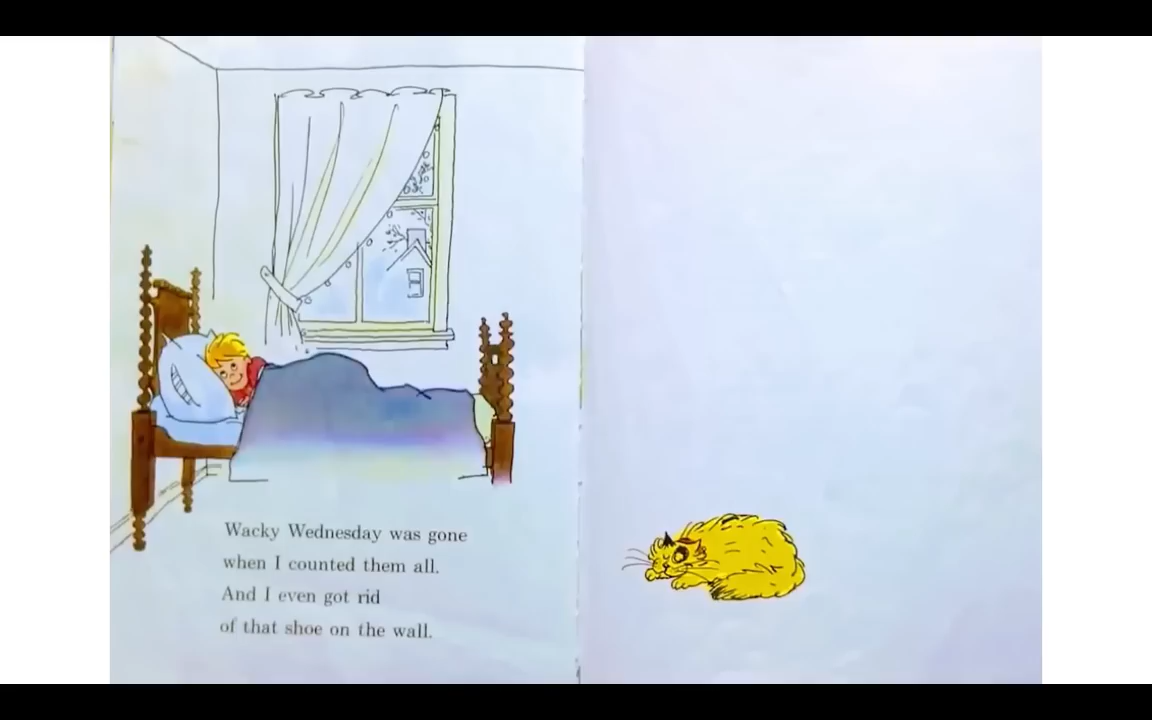 Wacky Wednesday was gone
when I counted them all.
And I even got rid
of that shoe on the wall.